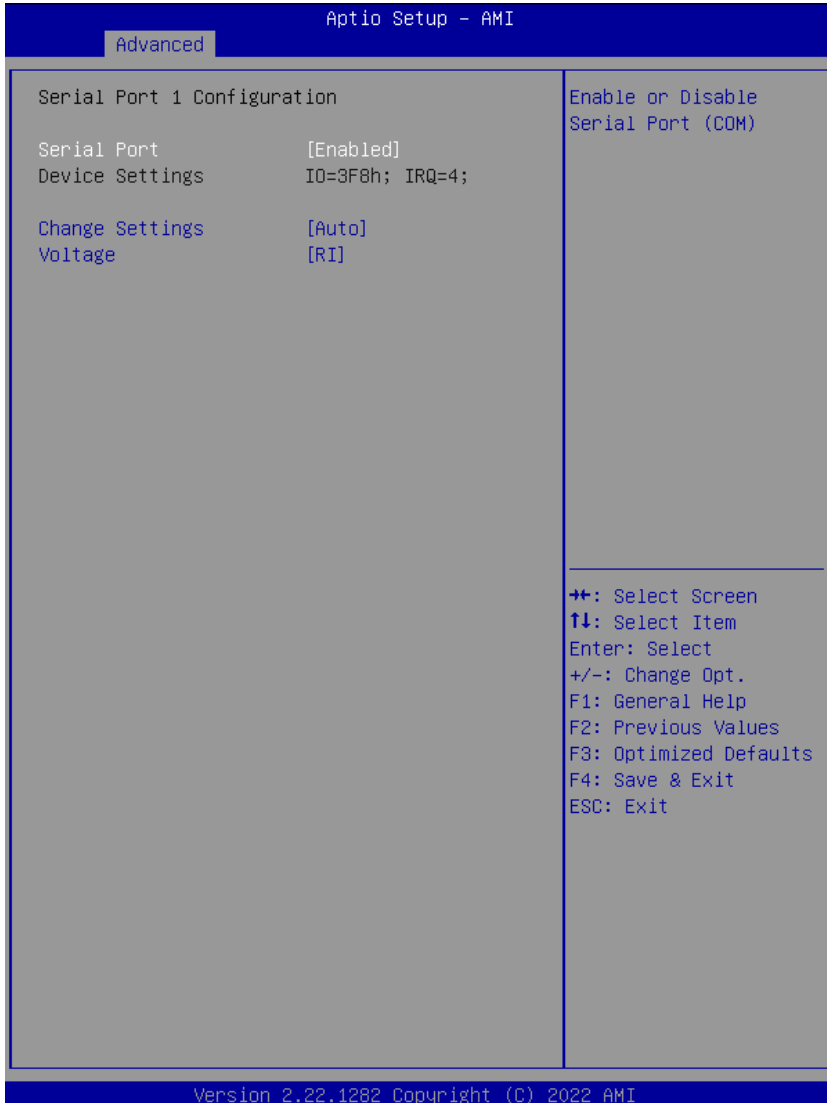 Aptio Setup – AMI
Advanced
Serial Port 1 Configuration
Serial Port [Enabled]
Device Settings IO=3F8h; IRQ=4;
Change Settings [Auto]
Voltage [RI]
Enable or Disable
Serial Port (COM)
→←: Select Screen
↑↓: Select Item
Enter: Select
+/-: Change Opt.
F1: General Help
F2: Previous Values
F3: Optimized Defaults
F4: Save & Exit
ESC: Exit
Version 2.22.1282 Copyright (C) 2022 AMI